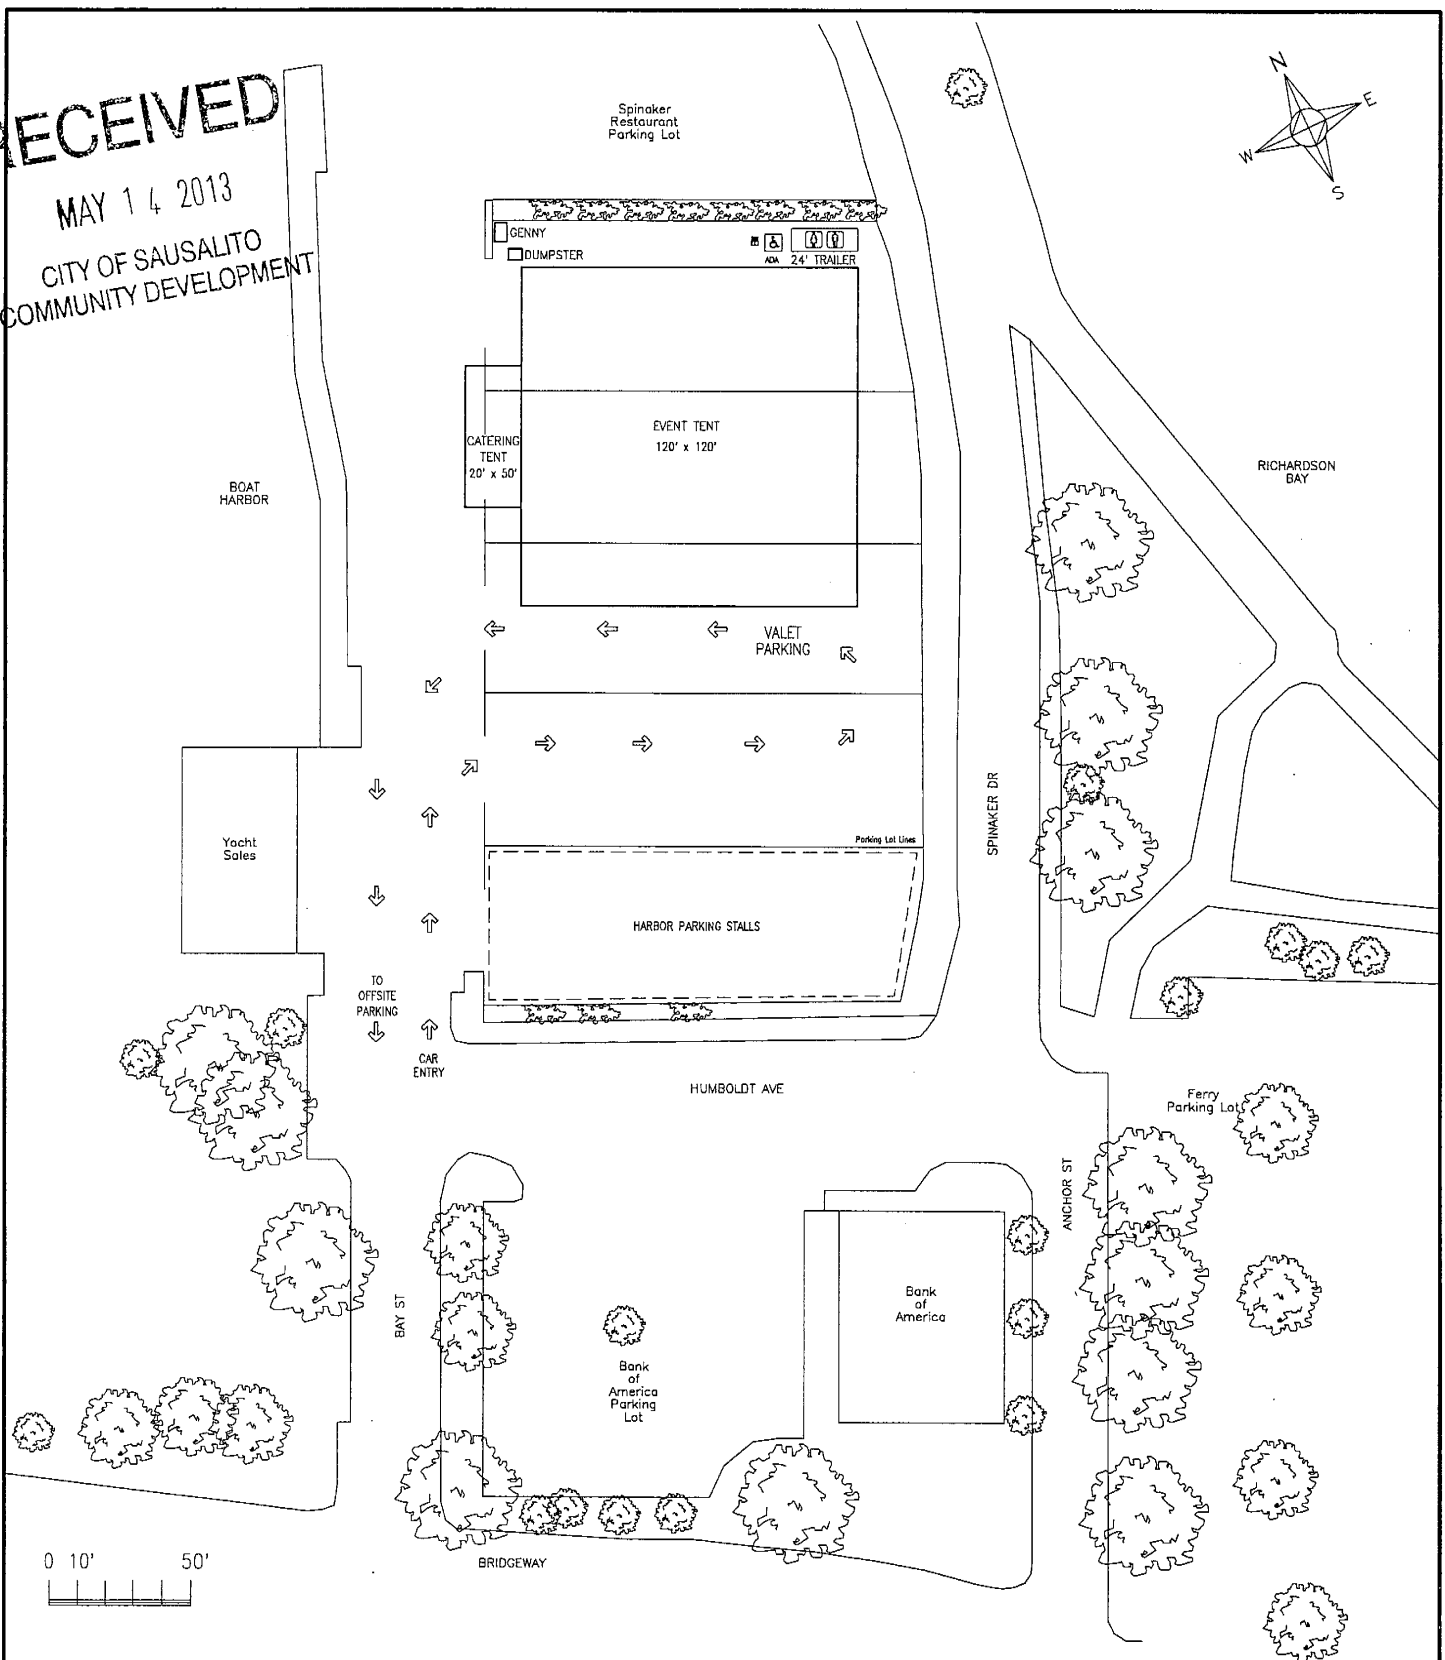 RECEIVED
MAY 14 2013
CITY OF SAUSALITO
COMMUNITY DEVELOPMENT
Spinaker
Restaurant
Parking Lot
N
E
W
S
GENNY
DUMPSTER
ADA
24' TRAILER
CATERING
TENT
20' x 50'
EVENT TENT
120' x 120'
BOAT
HARBOR
RICHARDSON
BAY
VALET
PARKING
SPINAKER DR
Yacht
Sales
Parking Lot Lines
HARBOR PARKING STALLS
TO
OFFSITE
PARKING
CAR
ENTRY
HUMBOLDT AVE
Ferry
Parking Lot
ANCHOR ST
BAY ST
Bank
of
America
Bank
of
America
Parking
Lot
BRIDGEWAY
0 10' 50'